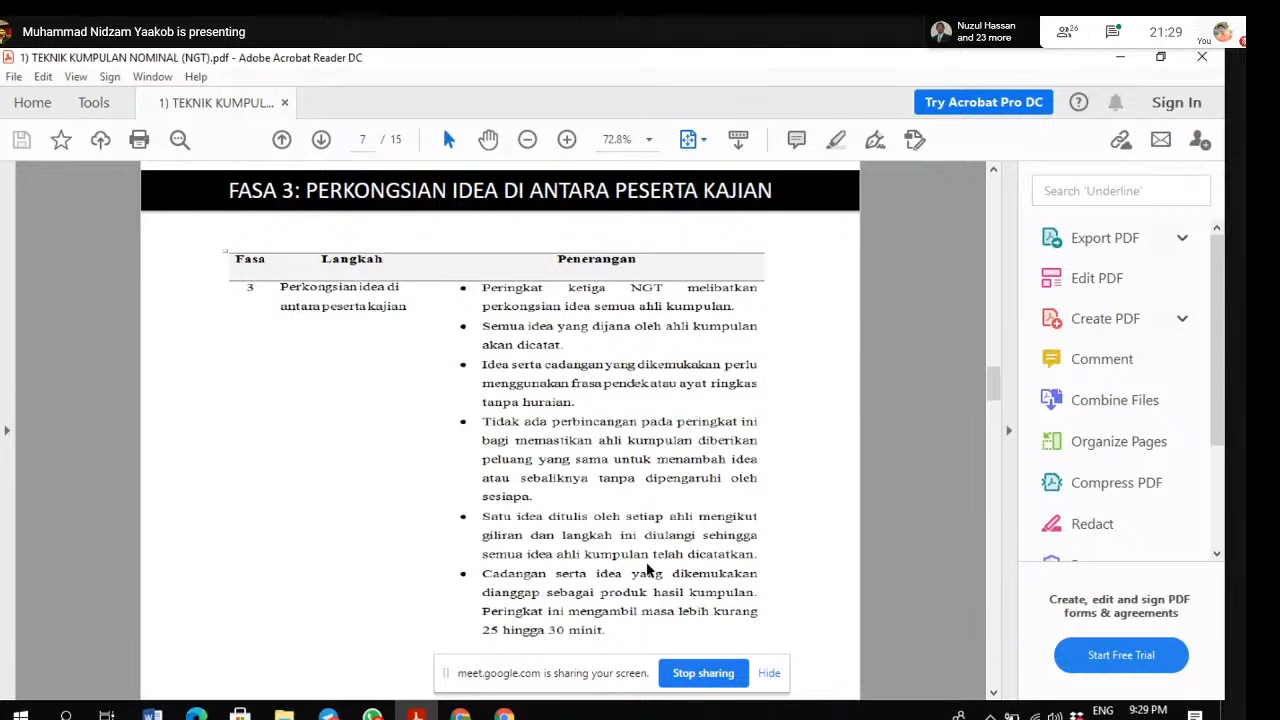 Muhammad Nidzam Yaakob is presenting
Nuzul Hassan
and 23 more
26
21:29
You
1) TEKNIK KUMPULAN NOMINAL (NGT).pdf - Adobe Acrobat Reader DC
File Edit View Sign Window Help
Home Tools 1) TEKNIK KUMPUL... Try Acrobat Pro DC Sign In
7 / 15 72.8%
FASA 3: PERKONGSIAN IDEA DI ANTARA PESERTA KAJIAN
Fasa Langkah Penerangan
3 Perkongsian idea di antara peserta kajian
• Peringkat ketiga NGT melibatkan
perkongsian idea semua ahli kumpulan.
• Semua idea yang dijana oleh ahli kumpulan
akan dicatat.
• Idea serta cadangan yang dikemukakan perlu
menggunakan frasa pendek atau ayat ringkas
tanpa huraian.
• Tidak ada perbincangan pada peringkat ini
bagi memastikan ahli kumpulan diberikan
peluang yang sama untuk menambah idea
atau sebaliknya tanpa dipengaruhi oleh
sesiapa.
• Satu idea ditulis oleh setiap ahli mengikut
giliran dan langkah ini diulangi sehingga
semua idea ahli kumpulan telah dicatatkan.
• Cadangan serta idea yang dikemukakan
dianggap sebagai produk hasil kumpulan.
Peringkat ini mengambil masa lebih kurang
25 hingga 30 minit.
Search 'Underline'
Export PDF
Edit PDF
Create PDF
Comment
Combine Files
Organize Pages
Compress PDF
Redact
Create, edit and sign PDF
forms & agreements
Start Free Trial
meet.google.com is sharing your screen. Stop sharing Hide
ENG 9:29 PM